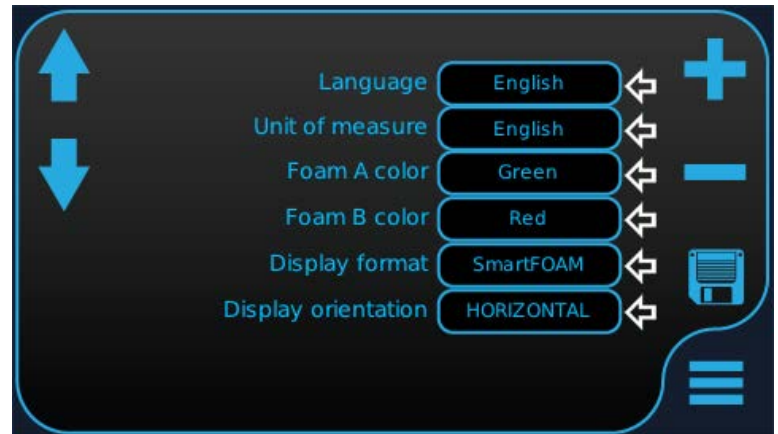 Language English
Unit of measure English
Foam A color Green
Foam B color Red
Display format SmartFOAM
Display orientation HORIZONTAL